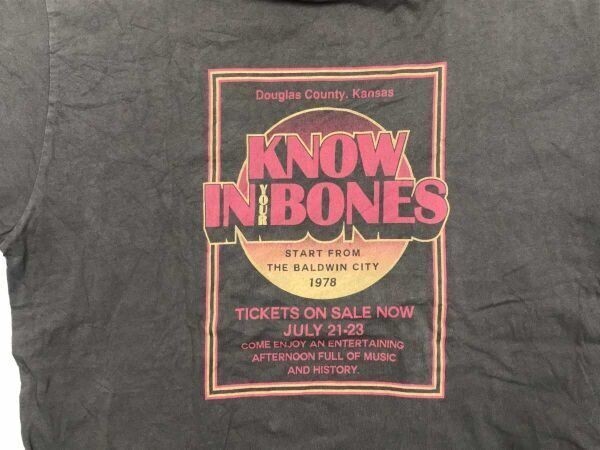 Douglas County, Kansas
KNOW
IN YOUR BONES
START FROM
THE BALDWIN CITY
1978
TICKETS ON SALE NOW
JULY 21-23
COME ENJOY AN ENTERTAINING
AFTERNOON FULL OF MUSIC
AND HISTORY.